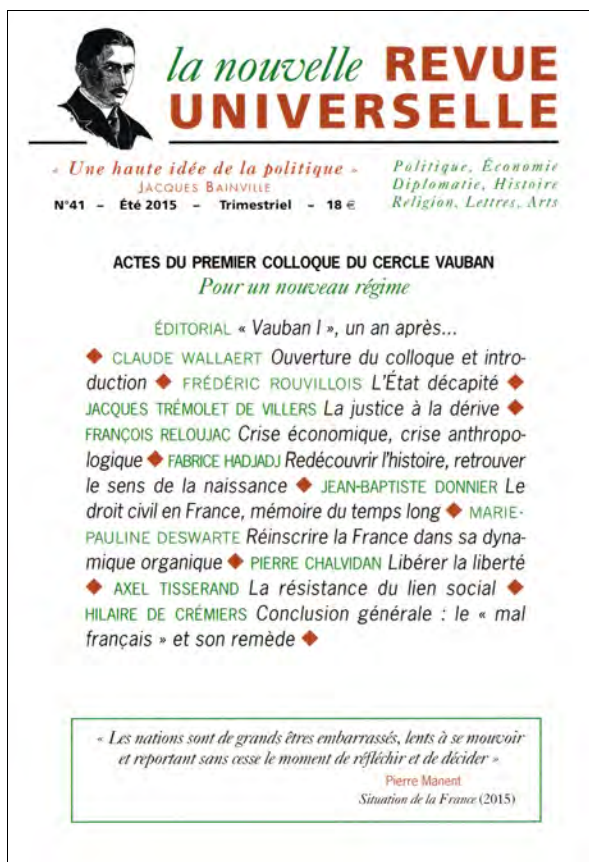 la nouvelle REVUE
UNIVERSELLE
« Une haute idée de la politique »
JACQUES BAINVILLE
N°41 – Été 2015 – Trimestriel – 18 €
Politique, Économie
Diplomatie, Histoire
Religion, Lettres, Arts
ACTES DU PREMIER COLLOQUE DU CERCLE VAUBAN
Pour un nouveau régime
ÉDITORIAL « Vauban I », un an après...
◆ CLAUDE WALLAERT Ouverture du colloque et intro-
duction ◆ FRÉDÉRIC ROUVILLOIS L'État décapité ◆
JACQUES TRÉMOLET DE VILLERS La justice à la dérive ◆
FRANÇOIS RELOUJAC Crise économique, crise anthropo-
logique ◆ FABRICE HADJADJ Redécouvrir l'histoire, retrouver
le sens de la naissance ◆ JEAN-BAPTISTE DONNIER Le
droit civil en France, mémoire du temps long ◆ MARIE-
PAULINE DESWARTE Réinscrire la France dans sa dyna-
mique organique ◆ PIERRE CHALVIDAN Libérer la liberté
◆ AXEL TISSERAND La résistance du lien social ◆
HILAIRE DE CRÉMIERS Conclusion générale : le « mal
français » et son remède ◆
« Les nations sont de grands êtres embarrassés, lents à se mouvoir
et reportant sans cesse le moment de réfléchir et de décider »
Pierre Manent
Situation de la France (2015)